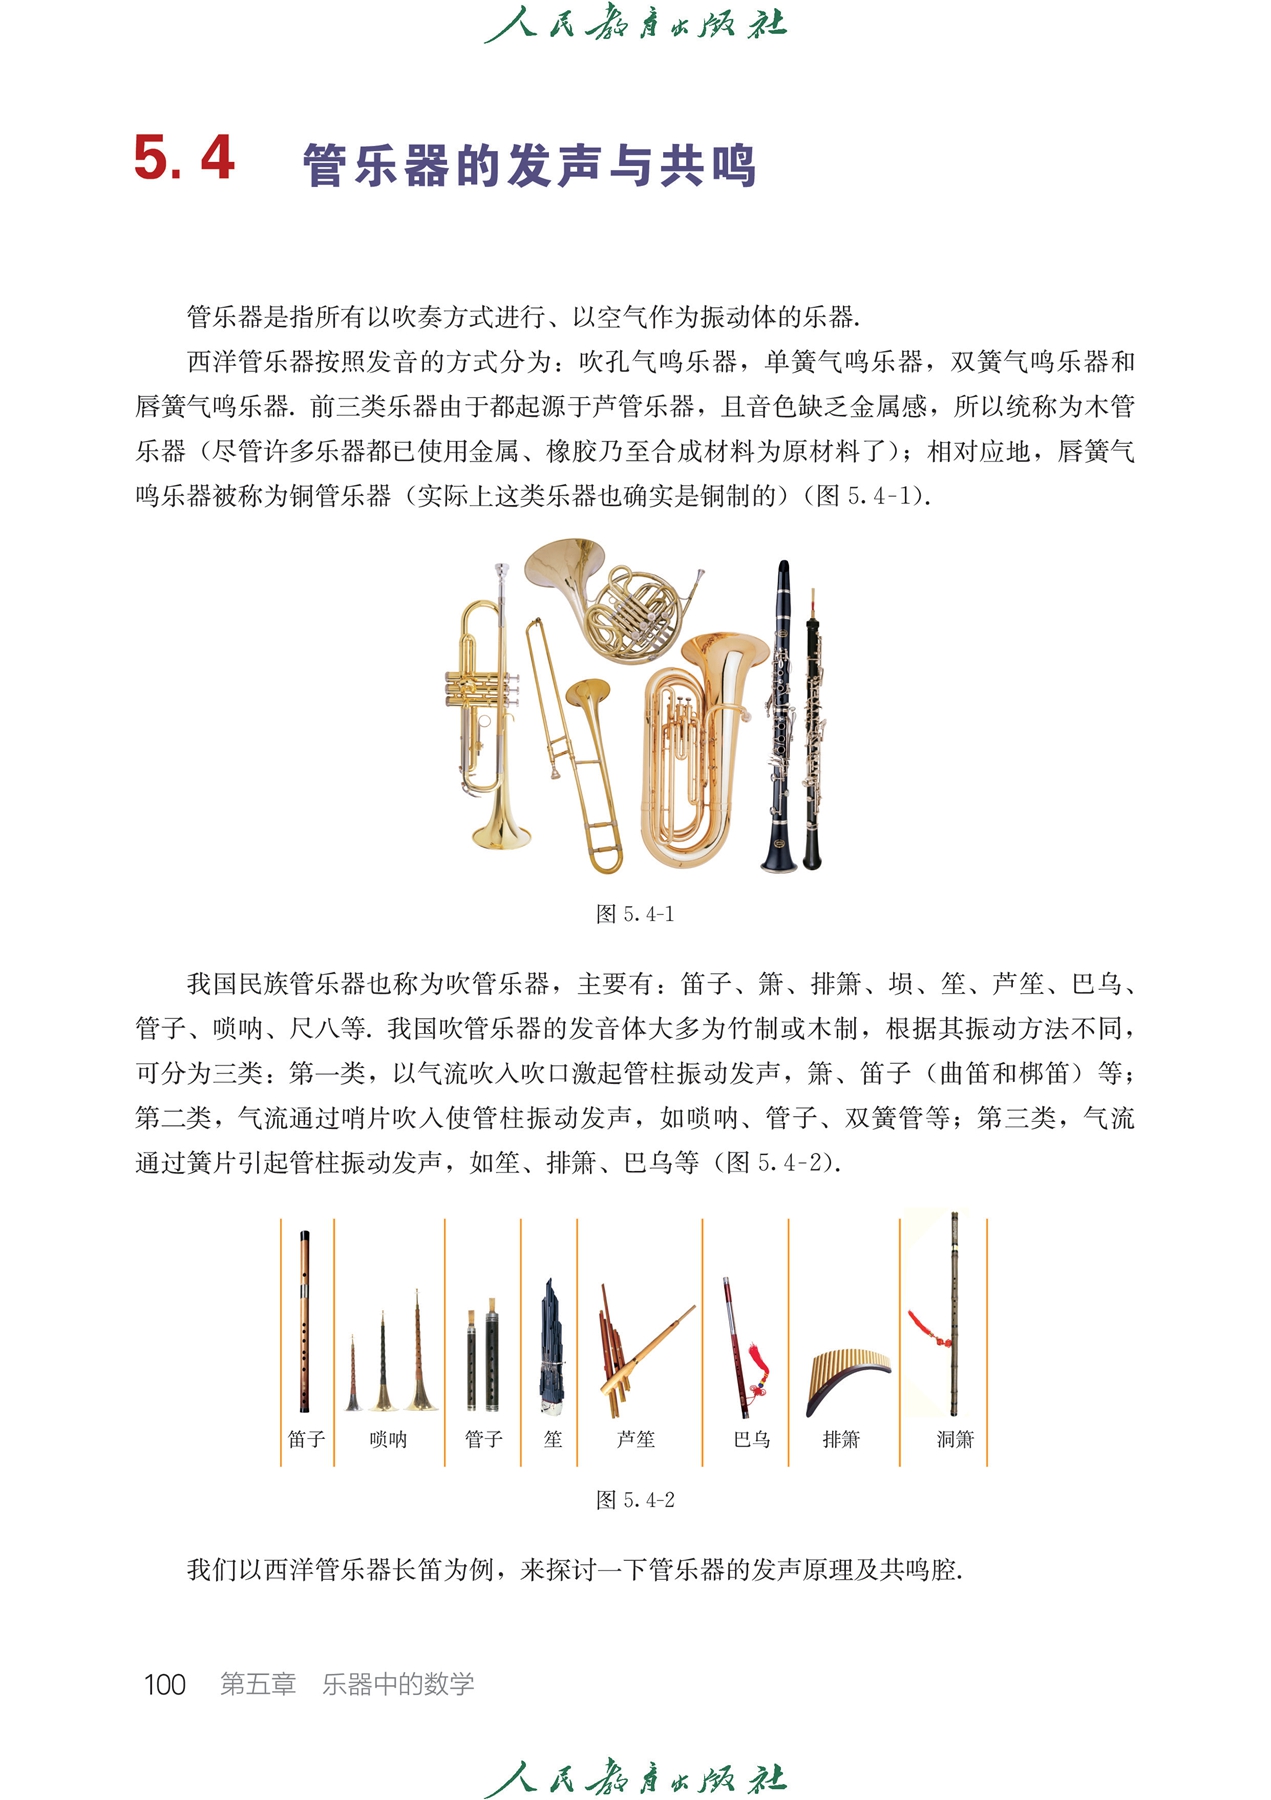 人民教育出版社
5.4 管乐器的发声与共鸣
管乐器是指所有以吹奏方式进行、以空气作为振动体的乐器.
西洋管乐器按照发音的方式分为：吹孔气鸣乐器，单簧气鸣乐器，双簧气鸣乐器和
唇簧气鸣乐器. 前三类乐器由于都起源于芦管乐器，且音色缺乏金属感，所以统称为木管
乐器（尽管许多乐器都已使用金属、橡胶乃至合成材料为原材料了）；相对应地，唇簧气
鸣乐器被称为铜管乐器（实际上这类乐器也确实是铜制的）（图 5.4-1）.
图 5.4-1
我国民族管乐器也称为吹管乐器，主要有：笛子、箫、排箫、埙、笙、芦笙、巴乌、
管子、唢呐、尺八等. 我国吹管乐器的发音体大多为竹制或木制，根据其振动方法不同，
可分为三类：第一类，以气流吹入吹口激起管柱振动发声，箫、笛子（曲笛和梆笛）等；
第二类，气流通过哨片吹入使管柱振动发声，如唢呐、管子、双簧管等；第三类，气流
通过簧片引起管柱振动发声，如笙、排箫、巴乌等（图 5.4-2）.
笛子 唢呐 管子 笙 芦笙 巴乌 排箫 洞箫
图 5.4-2
我们以西洋管乐器长笛为例，来探讨一下管乐器的发声原理及共鸣腔.
100 第五章 乐器中的数学
人民教育出版社